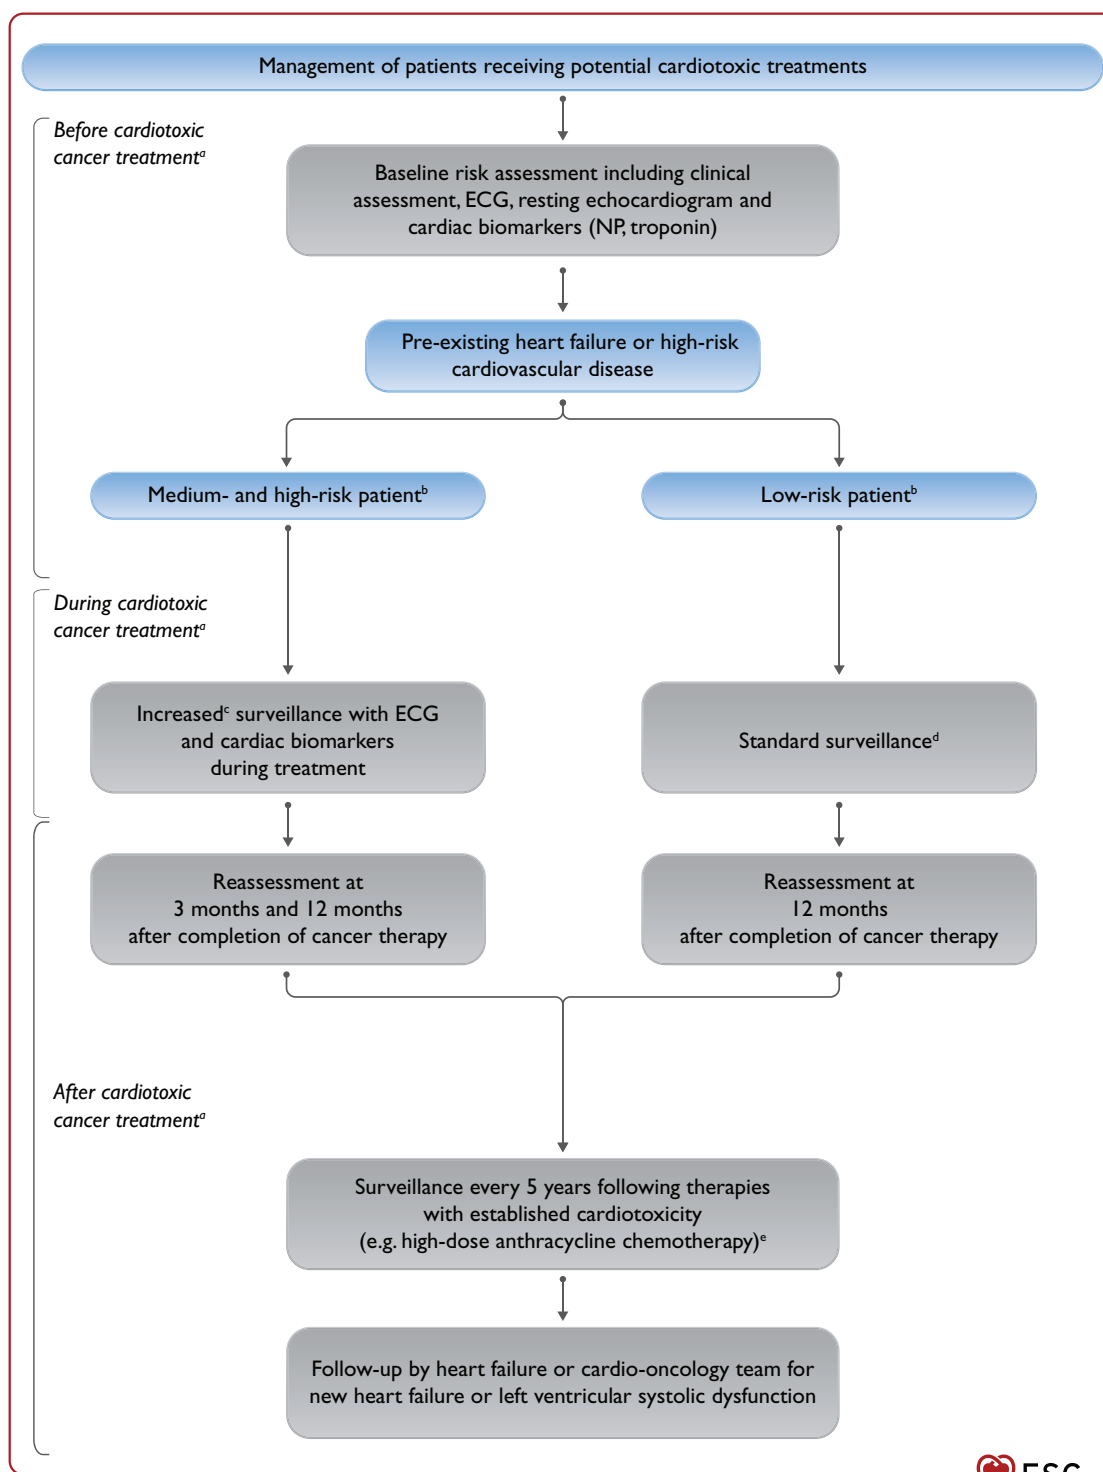 Management of patients receiving potential cardiotoxic treatments
Before cardiotoxic
cancer treatmentᵃ
Baseline risk assessment including clinical
assessment, ECG, resting echocardiogram and
cardiac biomarkers (NP, troponin)
Pre-existing heart failure or high-risk
cardiovascular disease
Medium- and high-risk patientᵇ
Low-risk patientᵇ
During cardiotoxic
cancer treatmentᵃ
Increasedᶜ surveillance with ECG
and cardiac biomarkers
during treatment
Standard surveillanceᵈ
Reassessment at
3 months and 12 months
after completion of cancer therapy
Reassessment at
12 months
after completion of cancer therapy
After cardiotoxic
cancer treatmentᵃ
Surveillance every 5 years following therapies
with established cardiotoxicity
(e.g. high-dose anthracycline chemotherapy)ᵉ
Follow-up by heart failure or cardio-oncology team for
new heart failure or left ventricular systolic dysfunction
ESC